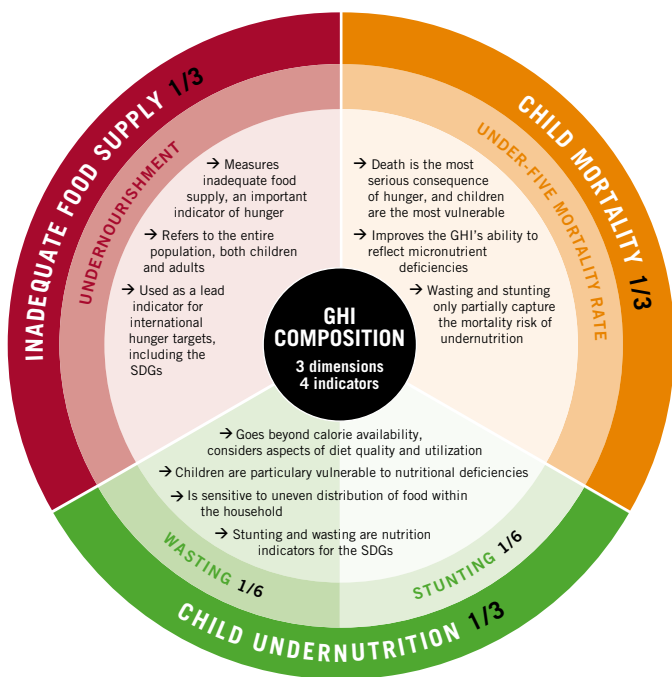 INADEQUATE FOOD SUPPLY 1/3
UNDERNOURISHMENT
→ Measures
inadequate food
supply, an important
indicator of hunger
→ Refers to the entire
population, both children
and adults
→ Used as a lead
indicator for
international
hunger targets,
including the
SDGs
CHILD MORTALITY 1/3
UNDER-FIVE MORTALITY RATE
→ Death is the most
serious consequence
of hunger, and children
are the most vulnerable
→ Improves the GHI’s ability to
reflect micronutrient
deficiencies
→ Wasting and stunting
only partially capture
the mortality risk of
undernutrition
GHI
COMPOSITION
3 dimensions
4 indicators
→ Goes beyond calorie availability,
considers aspects of diet quality and utilization
→ Children are particulary vulnerable to nutritional deficiencies
→ Is sensitive to uneven distribution of food within
the household
→ Stunting and wasting are nutrition
indicators for the SDGs
WASTING 1/6
STUNTING 1/6
CHILD UNDERNUTRITION 1/3